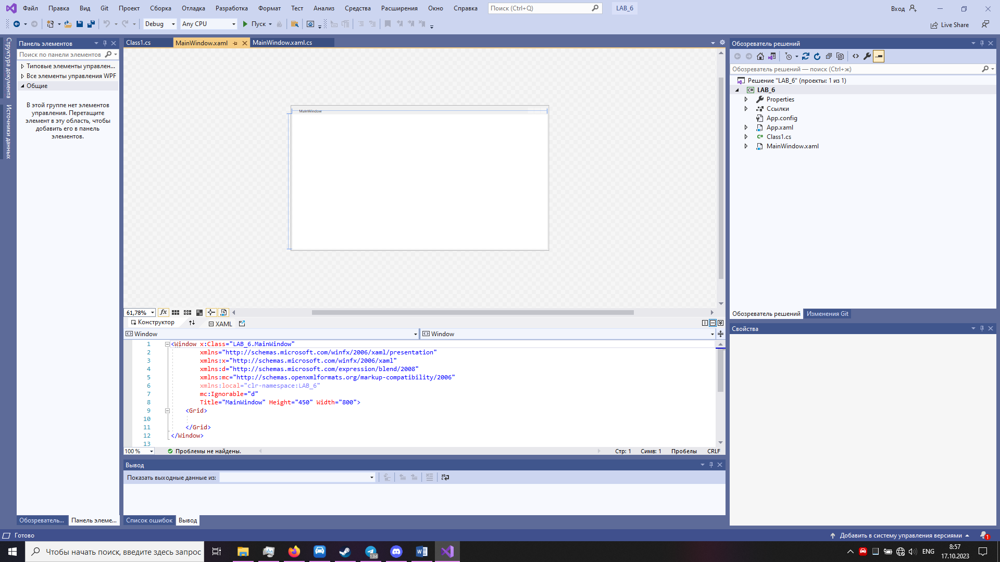 Файл Правка Вид Git Проект Сборка Отладка Разработка Формат Тест Анализ Средства Расширения Окно Справка Поиск (Ctrl+Q) LAB_6 Вход
Debug Any CPU Пуск Live Share
Структура документа
Источники данных
Панель элементов
Поиск по панели элементов
Типовые элементы управлен...
Все элементы управления WPF
Общие
В этой группе нет элементов
управления. Перетащите
элемент в эту область, чтобы
добавить его в панель
элементов.
Обозреватель... Панель элеме...
Class1.cs MainWindow.xaml MainWindow.xaml.cs
MainWindow
61,78%
Конструктор XAML
Window Window
1 <Window x:Class="LAB_6.MainWindow"
2 xmlns="http://schemas.microsoft.com/winfx/2006/xaml/presentation"
3 xmlns:x="http://schemas.microsoft.com/winfx/2006/xaml"
4 xmlns:d="http://schemas.microsoft.com/expression/blend/2008"
5 xmlns:mc="http://schemas.openxmlformats.org/markup-compatibility/2006"
6 xmlns:local="clr-namespace:LAB_6"
7 mc:Ignorable="d"
8 Title="MainWindow" Height="450" Width="800">
9 <Grid>
10
11 </Grid>
12 </Window>
13
100 % Проблемы не найдены. Стр: 1 Симв: 1 Пробелы CRLF
Вывод
Показать выходные данные из:
Список ошибок Вывод
Обозреватель решений
Обозреватель решений — поиск (Ctrl+ж)
Решение "LAB_6" (проекты: 1 из 1)
LAB_6
Properties
Ссылки
App.config
App.xaml
Class1.cs
MainWindow.xaml
Обозреватель решений Изменения Git
Свойства
Готово Добавить в систему управления версиями 1
Чтобы начать поиск, введите здесь запрос 134 ENG 8:57
17.10.2023